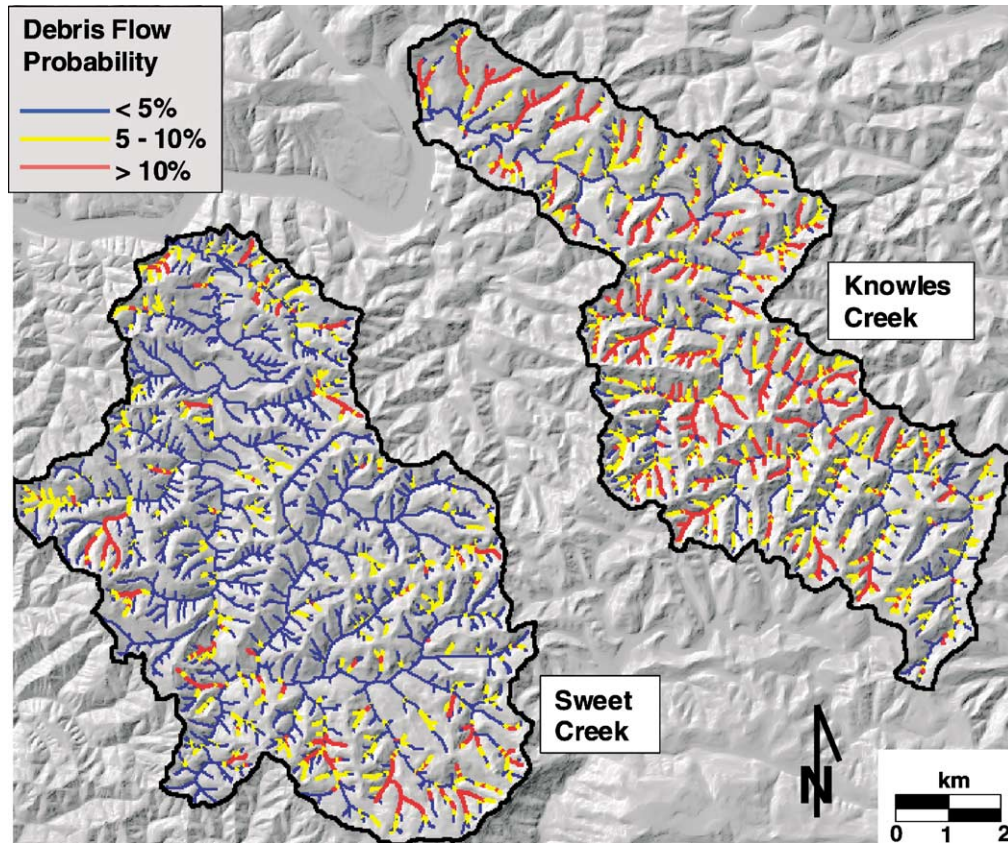 Debris Flow
Probability
< 5%
5 - 10%
> 10%
Knowles
Creek
Sweet
Creek
N
km
0 1 2